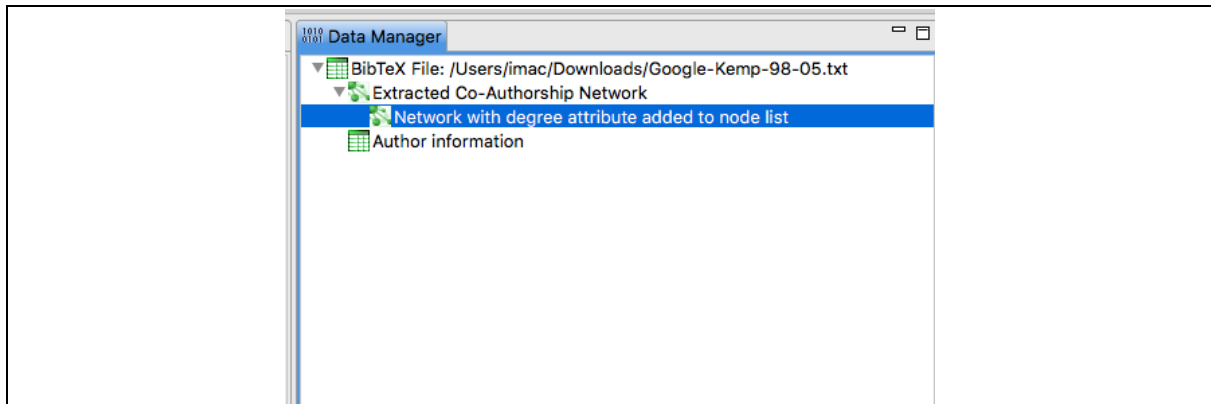 1010
0101 Data Manager
BibTeX File: /Users/imac/Downloads/Google-Kemp-98-05.txt
Extracted Co-Authorship Network
Network with degree attribute added to node list
Author information